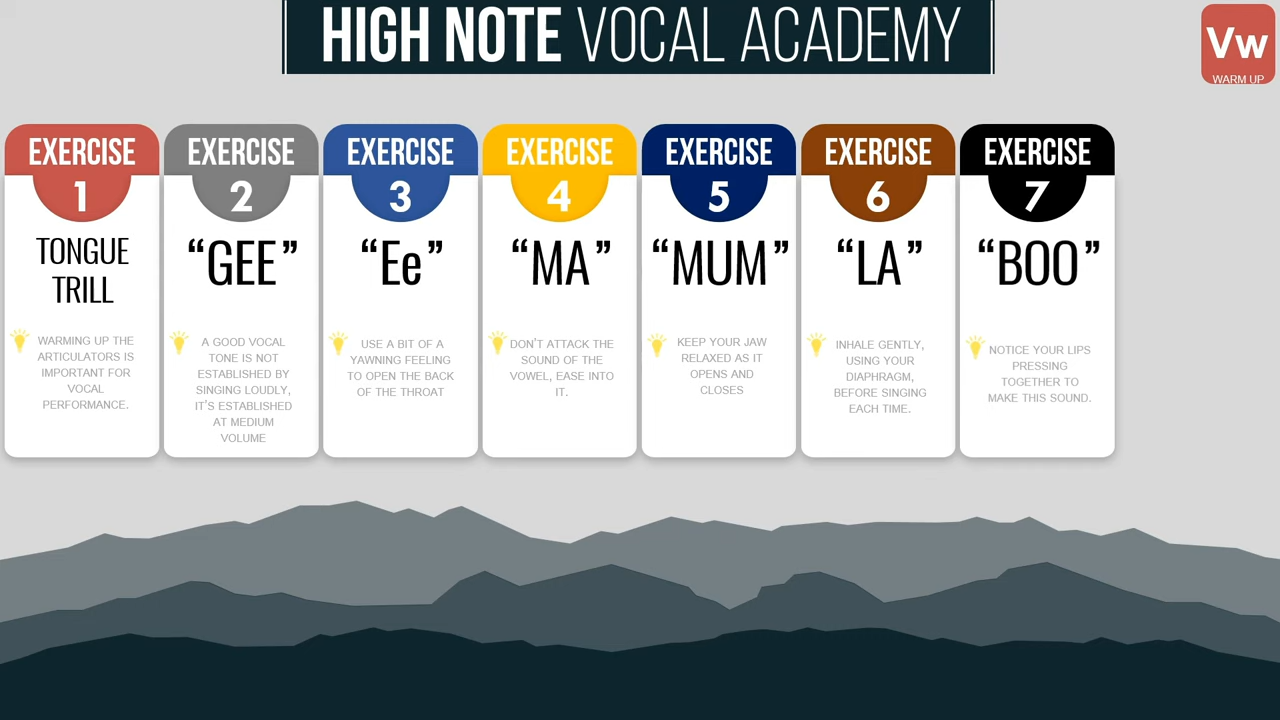 HIGH NOTE VOCAL ACADEMY
Vw
WARM UP
EXERCISE
1
TONGUE
TRILL
WARMING UP THE
ARTICULATORS IS
IMPORTANT FOR
VOCAL
PERFORMANCE.
EXERCISE
2
“GEE”
A GOOD VOCAL
TONE IS NOT
ESTABLISHED BY
SINGING LOUDLY,
IT'S ESTABLISHED
AT MEDIUM
VOLUME
EXERCISE
3
“Ee”
USE A BIT OF A
YAWNING FEELING
TO OPEN THE BACK
OF THE THROAT
EXERCISE
4
“MA”
DON'T ATTACK THE
SOUND OF THE
VOWEL, EASE INTO
IT.
EXERCISE
5
“MUM”
KEEP YOUR JAW
RELAXED AS IT
OPENS AND
CLOSES
EXERCISE
6
“LA”
INHALE GENTLY,
USING YOUR
DIAPHRAGM,
BEFORE SINGING
EACH TIME.
EXERCISE
7
“BOO”
NOTICE YOUR LIPS
PRESSING
TOGETHER TO
MAKE THIS SOUND.